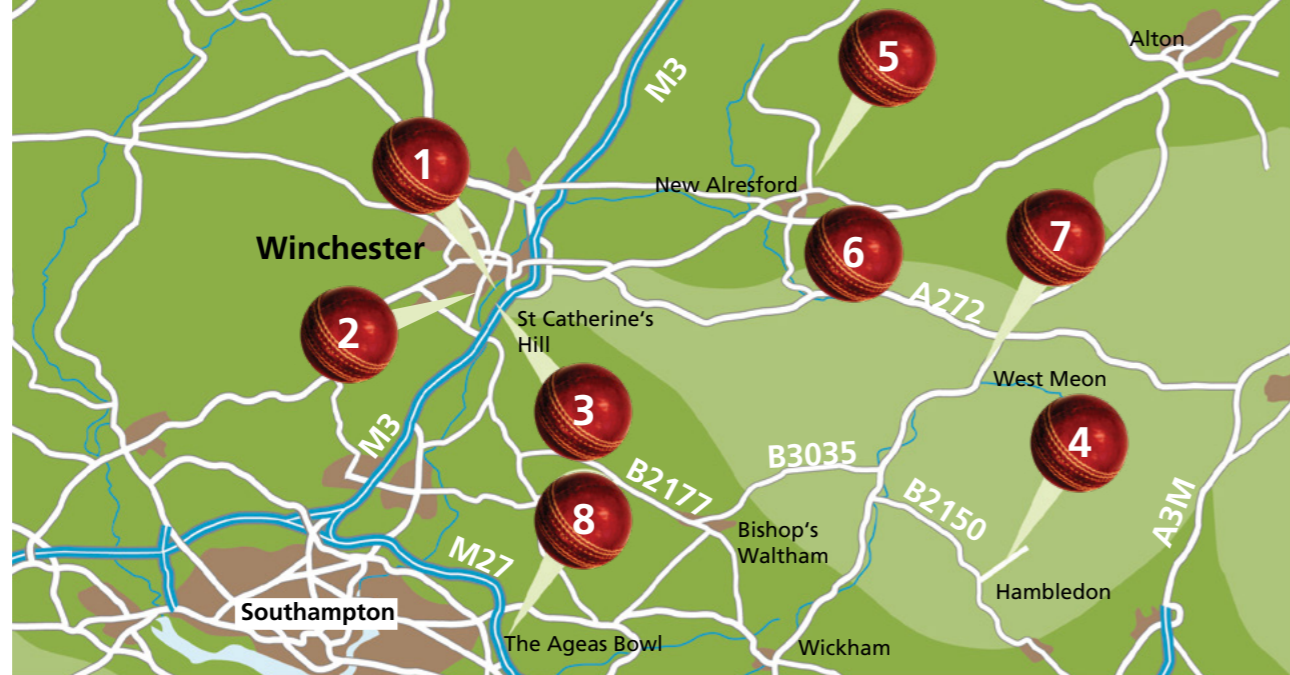 Alton
5
M3
1
New Alresford
7
6
Winchester
A272
2
St Catherine‘s
Hill
West Meon
3
4
M3
B3035
B2177
B2150
A3M
8
Bishop‘s
Waltham
M27
Hambledon
Southampton
The Ageas Bowl
Wickham